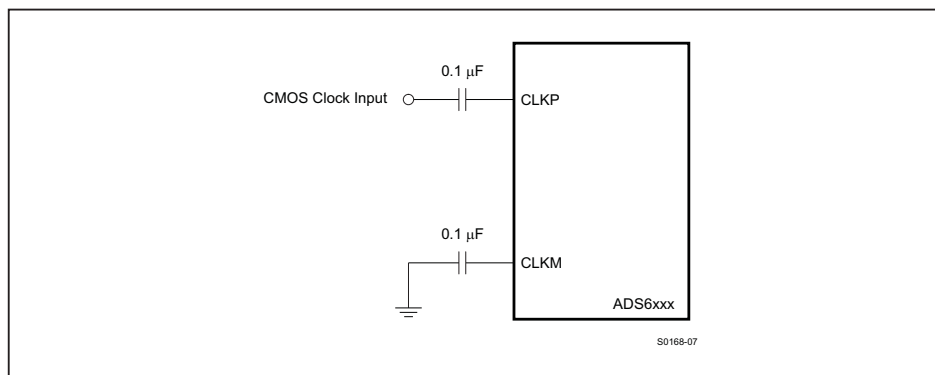 0.1 μF
CMOS Clock Input
CLKP
0.1 μF
CLKM
ADS6xxx
S0168-07